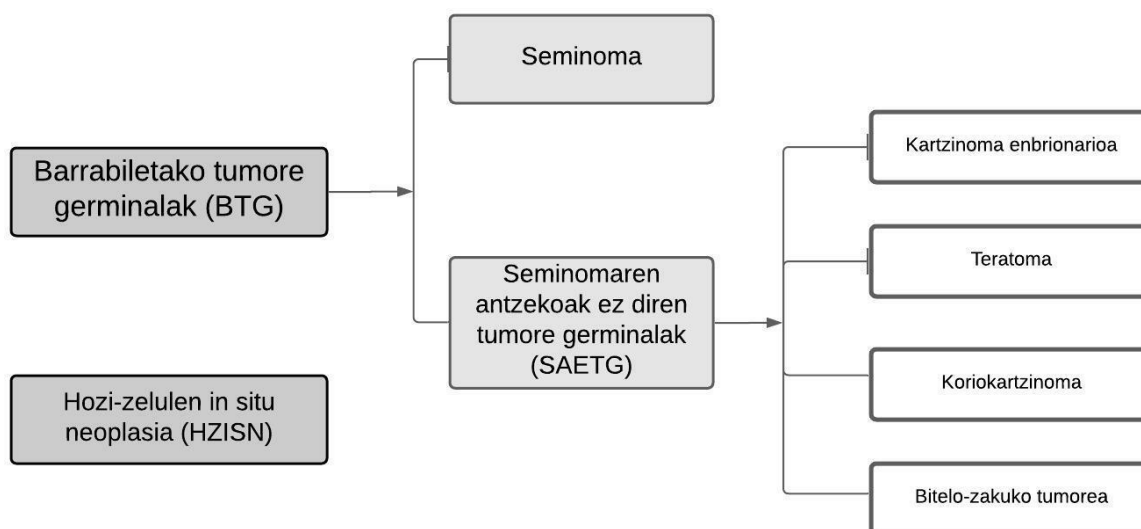 Seminoma
Barrabiletako tumore
germinalak (BTG)
Kartzinoma enbrionarioa
Seminomaren
antzekoak ez diren
tumore germinalak
(SAETG)
Teratoma
Hozi-zelulen in situ
neoplasia (HZISN)
Koriokartzinoma
Bitelo-zakuko tumorea